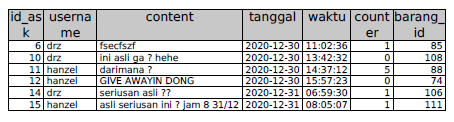 id_ask username content tanggal waktu counter barang_id
6 drz fsecfszf 2020-12-30 11:02:36 1 85
10 drz ini asli ga ? hehe 2020-12-30 13:42:32 0 108
11 hanzel darimana ? 2020-12-30 14:37:12 5 88
12 hanzel GIVE AWAYIN DONG 2020-12-30 15:57:23 0 74
14 drz seriusan asli ?? 2020-12-31 06:59:30 1 106
15 hanzel asli seriusan ini ? jam 8 31/12 2020-12-31 08:05:07 1 111